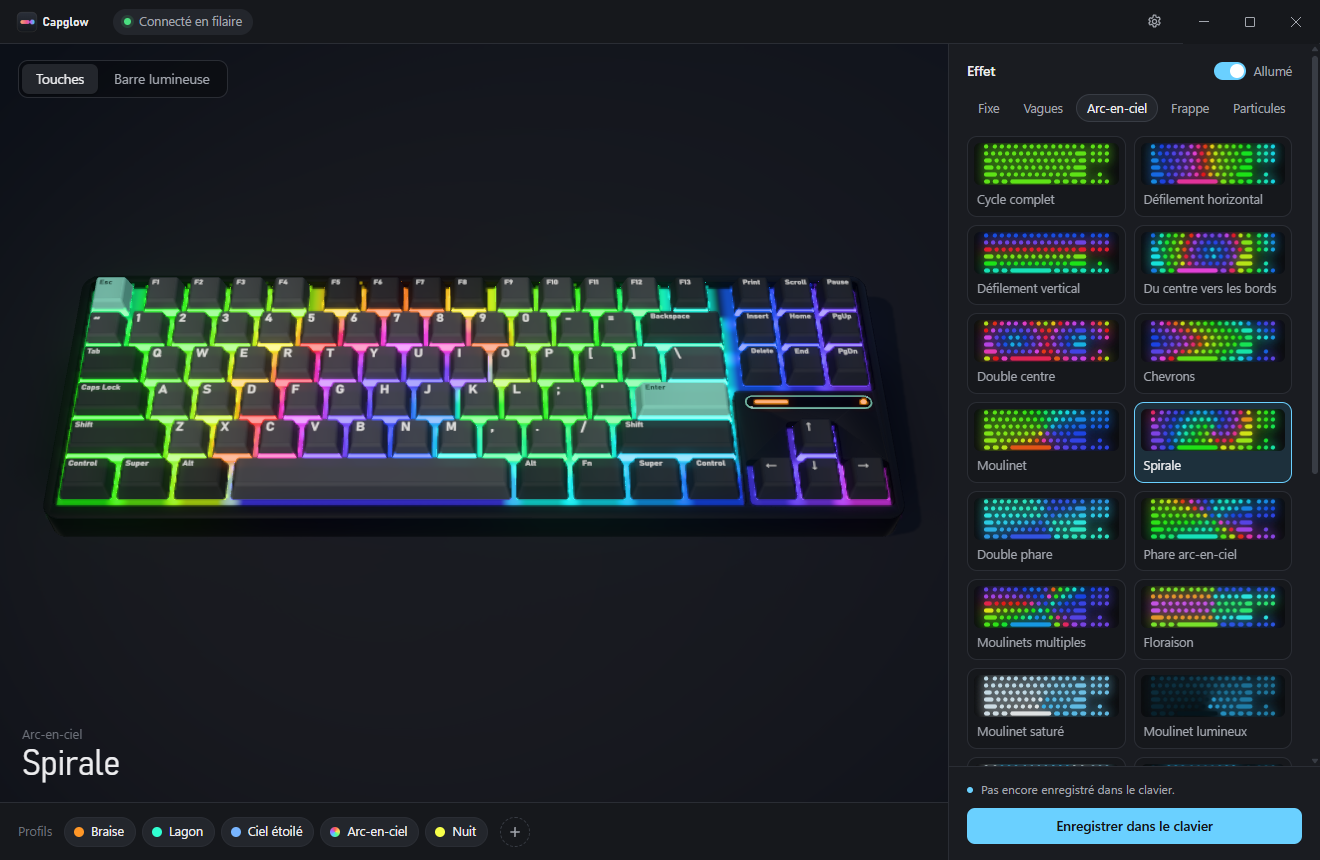 Capglow
Connecté en filaire
Touches
Barre lumineuse
Effet
Allumé
Fixe
Vagues
Arc-en-ciel
Frappe
Particules
Cycle complet
Défilement horizontal
Défilement vertical
Du centre vers les bords
Double centre
Chevrons
Moulinet
Spirale
Double phare
Phare arc-en-ciel
Moulinets multiples
Floraison
Moulinet saturé
Moulinet lumineux
Esc F1 F2 F3 F4 F5 F6 F7 F8 F9 F10 F11 F12 F13 Print Scroll Pause
~ 1 2 3 4 5 6 7 8 9 0 - = Backspace Insert Home PgUp
Tab Q W E R T Y U I O P [ ] \ Delete End PgDn
Caps Lock A S D F G H J K L ; ' Enter
Shift Z X C V B N M , . / Shift ↑
Control Super Alt Alt Fn Super Control ← ↓ →
Arc-en-ciel
Spirale
Profils
Braise
Lagon
Ciel étoilé
Arc-en-ciel
Nuit
+
Pas encore enregistré dans le clavier.
Enregistrer dans le clavier